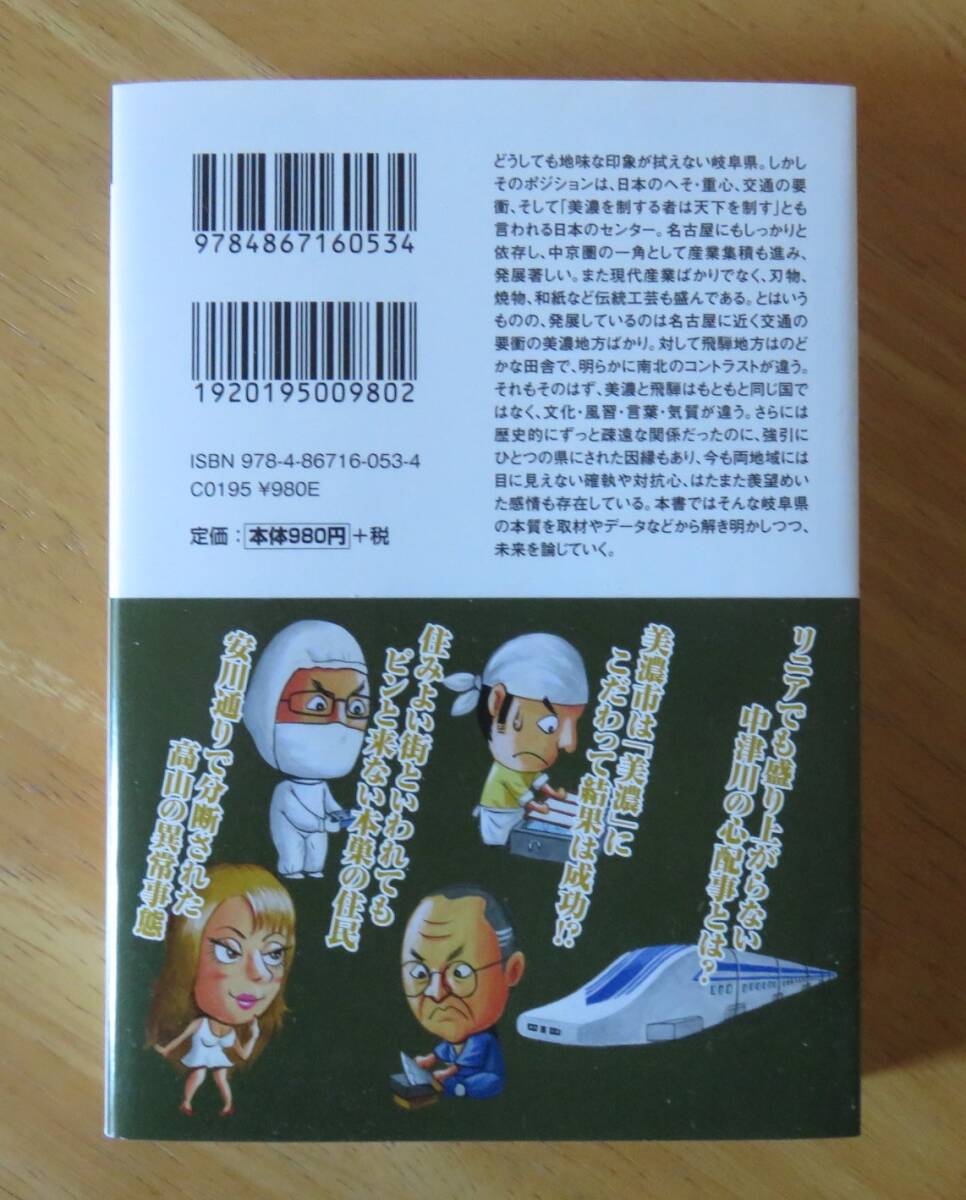 9784867160534
1920195009802
ISBN 978-4-86716-053-4
C0195 ¥980E
定価：本体980円＋税
どうしても地味な印象が拭えない岐阜県。しかし
そのポジションは、日本のへそ・重心、交通の要
衝、そして「美濃を制する者は天下を制す」とも
言われる日本のセンター。名古屋にもしっかりと
依存し、中京圏の一角として産業集積も進み、
発展著しい。また現代産業ばかりでなく、刃物、
焼物、和紙など伝統工芸も盛んである。とはいう
ものの、発展しているのは名古屋に近く交通の
要衝の美濃地方ばかり。対して飛騨地方はのど
かな田舎で、明らかに南北のコントラストが違う。
それもそのはず、美濃と飛騨はもともと同じ国で
はなく、文化・風習・言葉・気質が違う。さらには
歴史的にずっと疎遠な関係だったのに、強引に
ひとつの県にされた因縁もあり、今も両地域には
目に見えない確執や対抗心、はたまた羨望めい
た感情も存在している。本書ではそんな岐阜県
の本質を取材やデータなどから解き明かしつつ、
未来を論じていく。
リニアでも盛り上がらない
中津川の心配事とは？
美濃市は「美濃」に
こだわって結果は成功!?
住みよい街といわれても
ピンと来ない本巣の住民
安川通りで分断された
高山の異常事態